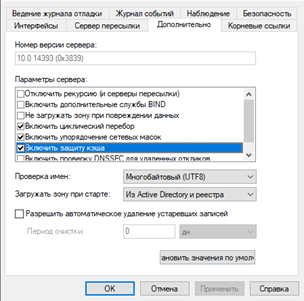 Ведение журнала отладки Журнал событий Наблюдение Безопасность
Интерфейсы Сервер пересылки Дополнительно Корневые ссылки
Номер версии сервера:
10.0 14393 (0x3839)
Параметры сервера:
Отключить рекурсию (и серверы пересылки)
Включить дополнительные службы BIND
Не загружать зону при повреждении данных
Включить циклический перебор
Включить упорядочение сетевых масок
Включить защиту кэша
Включить проверку DNSSEC для удаленных откликов
Проверка имен: Многобайтовый (UTF8)
Загружать зону при старте: Из Active Directory и реестра
Разрешить автоматическое удаление устаревших записей
Период очистки: 0 дн
ановить значения по умолч
OK Отмена Применить Справка